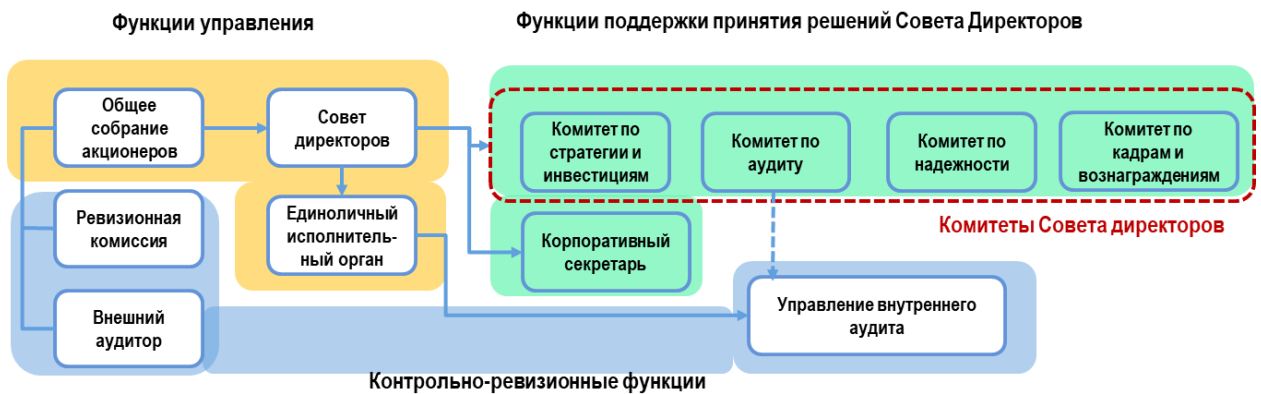 Функции управления
Функции поддержки принятия решений Совета Директоров
Общее
собрание
акционеров
Совет
директоров
Комитет по
стратегии и
инвестициям
Комитет по
аудиту
Комитет по
надежности
Комитет по
кадрам и
вознаграждениям
Комитеты Совета директоров
Ревизионная
комиссия
Единоличный
исполнитель-
ный орган
Корпоративный
секретарь
Внешний
аудитор
Управление внутреннего
аудита
Контрольно-ревизионные функции